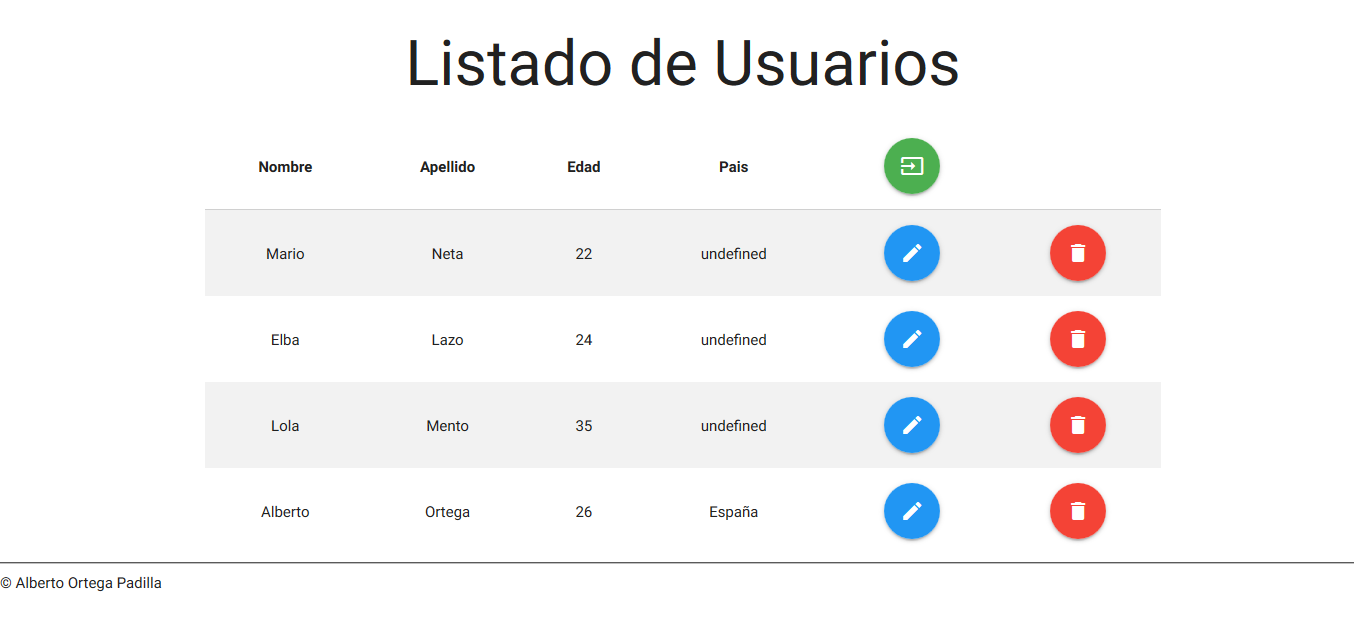 Listado de Usuarios
Nombre Apellido Edad Pais
Mario Neta 22 undefined
Elba Lazo 24 undefined
Lola Mento 35 undefined
Alberto Ortega 26 España
© Alberto Ortega Padilla